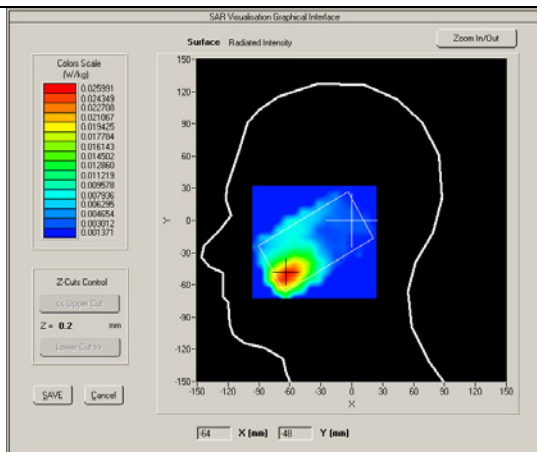 SAR Visualisation Graphical Interface
Surface Radiated Intensity
Zoom In/Out
Colors Scale
(W/kg)
0.025991
0.024349
0.022708
0.021067
0.019425
0.017784
0.016143
0.014502
0.012860
0.011219
0.009578
0.007936
0.006295
0.004654
0.003012
0.001371
Z-Cuts Control
<< Upper Cut
Z = 0.2 mm
Lower Cut >>
SAVE Cancel
150
120
90
60
30
0
-30
-60
-90
-120
-150
Y
-150 -120 -90 -60 -30 0 30 60 90 120 150
X
-64 X (mm) -48 Y (mm)